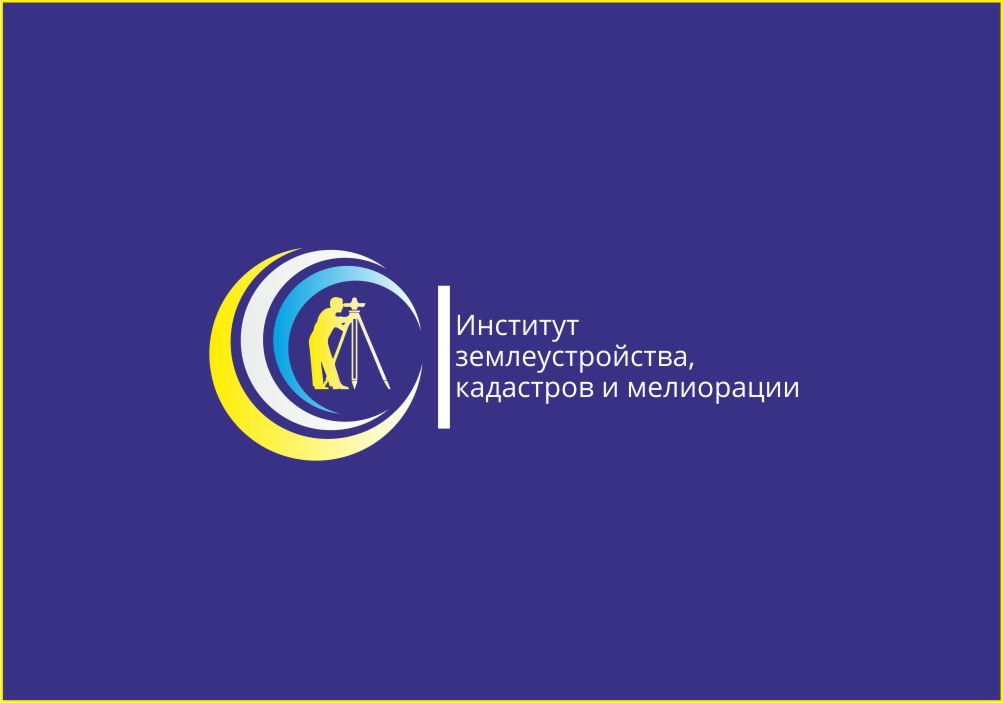 Институт
землеустройства,
кадастров и мелиорации